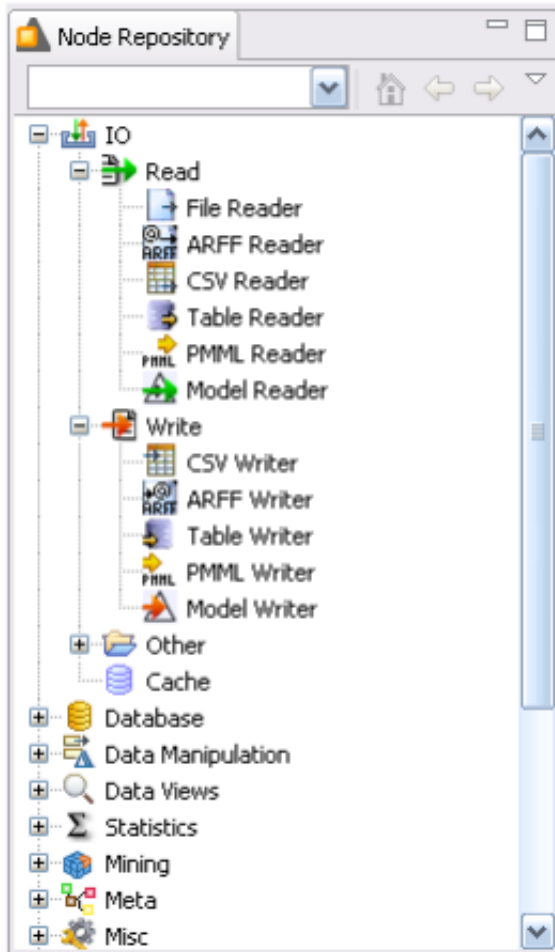 Node Repository
IO
Read
File Reader
ARFF Reader
CSV Reader
Table Reader
PMML Reader
Model Reader
Write
CSV Writer
ARFF Writer
Table Writer
PMML Writer
Model Writer
Other
Cache
Database
Data Manipulation
Data Views
Σ Statistics
Mining
Meta
Misc